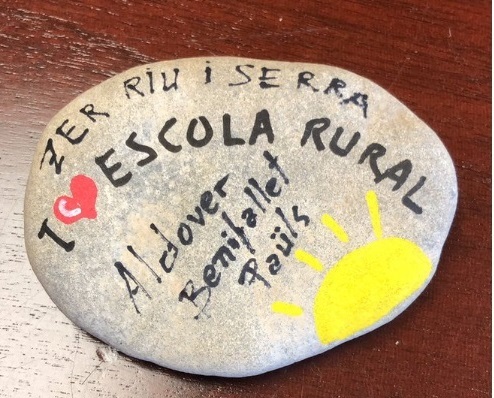 ZER RIU i SERRA
I ❤ ESCOLA RURAL
Aldover
Benifallet
Paüls